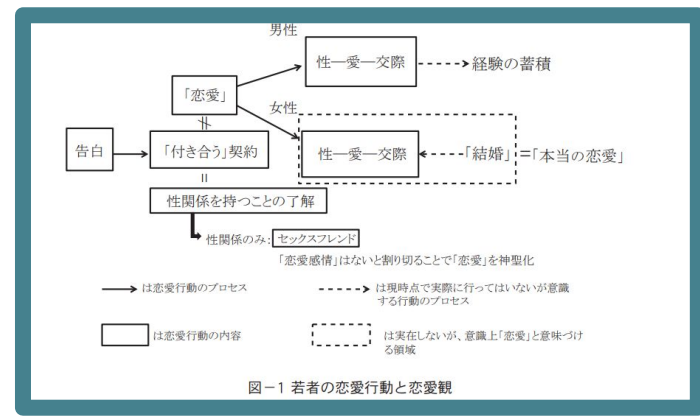 男性
性―愛―交際
経験の蓄積
「恋愛」
女性
告白
「付き合う」契約
性―愛―交際
「結婚」
=「本当の恋愛」
性関係を持つことの了解
性関係のみ:セックスフレンド
「恋愛感情」はないと割り切ることで「恋愛」を神聖化
は恋愛行動のプロセス
は現時点で実際に行ってはいないが意識
する行動のプロセス
は恋愛行動の内容
は実在しないが、意識上「恋愛」と意味づけ
る領域
図-1 若者の恋愛行動と恋愛観